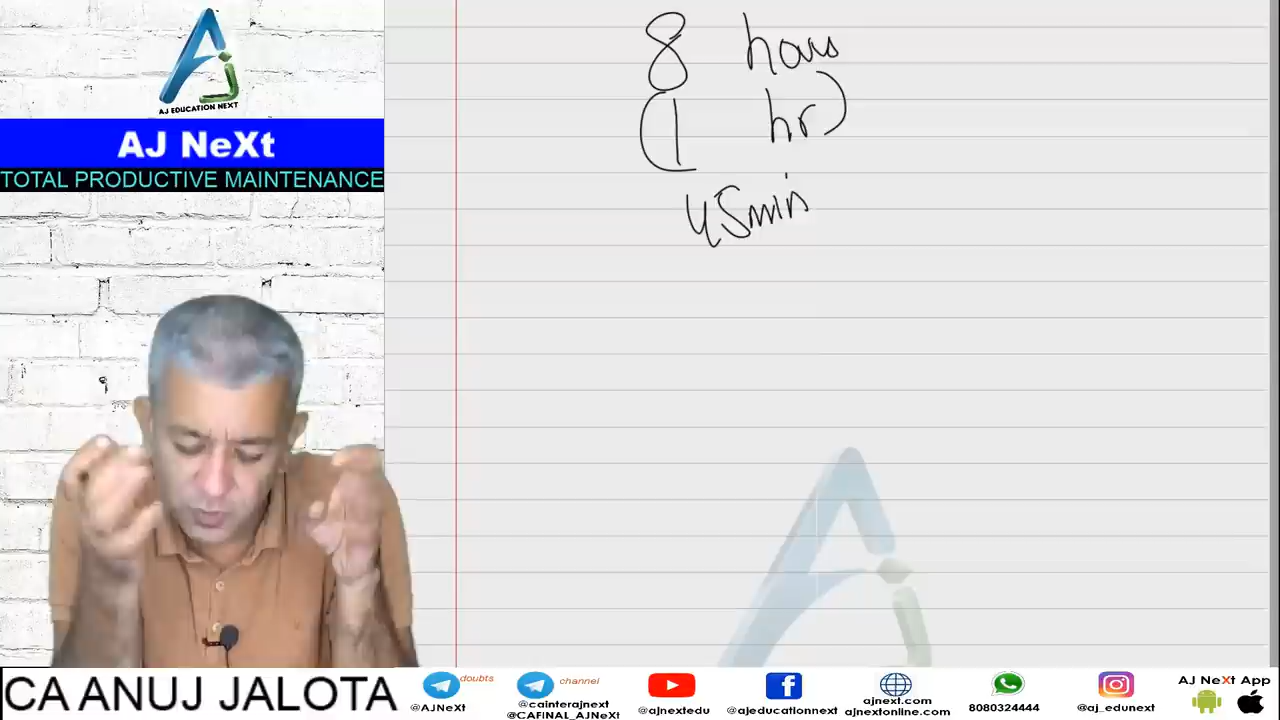 AJ EDUCATION NEXT
AJ NeXt
TOTAL PRODUCTIVE MAINTENANCE
8 hours
(1 hr)
45min
CA ANUJ JALOTA
doubts
@AJNeXt
channel
@cainterajnext
@CAFINAL_AJNeXt
@ajnextedu
@ajeducationnext
ajnext.com
ajnextonline.com
@aj_edunext
AJ NeXt App